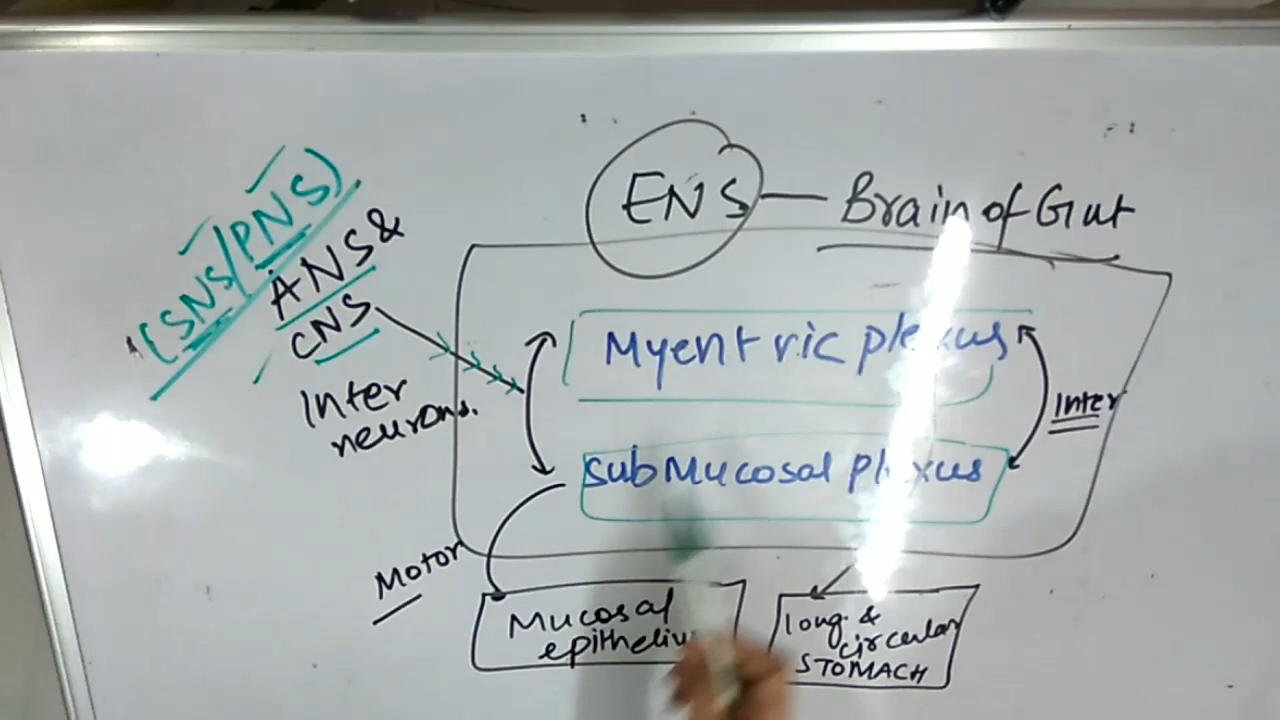 ENS — Brain of Gut
(SNS/PNS)
ANS &
CNS
Inter
neurons.
Myentric plexus
Inter
submucosal plexus
Motor
Mucosal
long. &
circular
STOMACH